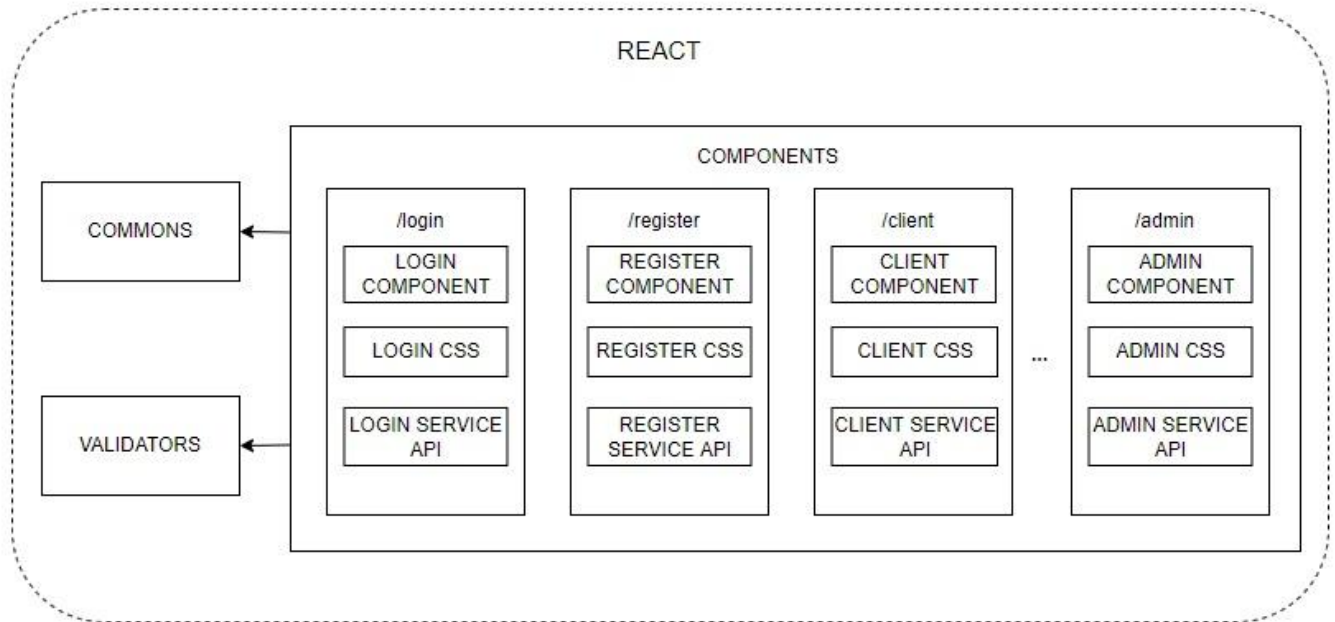 REACT
COMPONENTS
COMMONS
VALIDATORS
/login
LOGIN
COMPONENT
LOGIN CSS
LOGIN SERVICE
API
/register
REGISTER
COMPONENT
REGISTER CSS
REGISTER
SERVICE API
/client
CLIENT
COMPONENT
CLIENT CSS
CLIENT SERVICE
API
...
/admin
ADMIN
COMPONENT
ADMIN CSS
ADMIN SERVICE
API